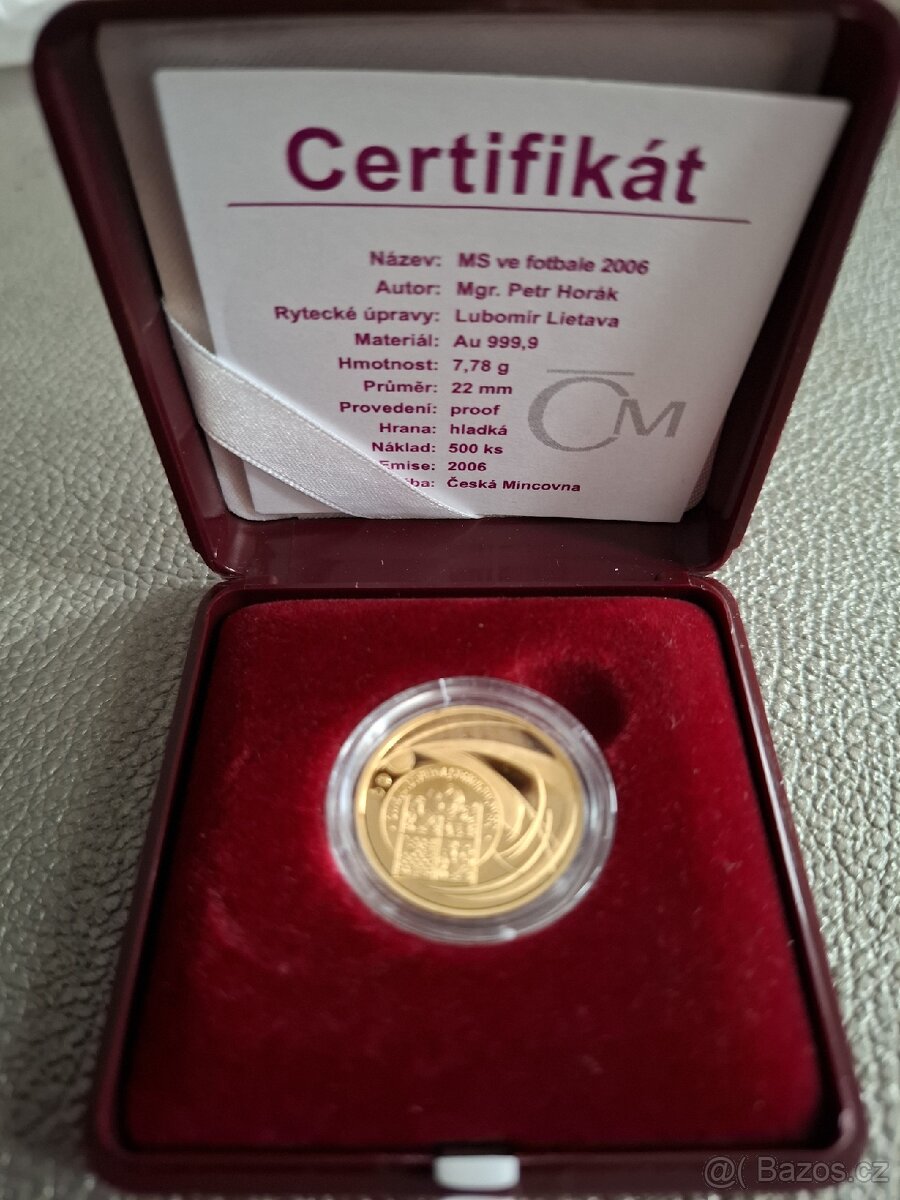 Certifikát
Název: MS ve fotbale 2006
Autor: Mgr. Petr Horák
Rytecké úpravy: Lubomír Lietava
Materiál: Au 999,9
Hmotnost: 7,78 g
Průměr: 22 mm
Provedení: proof
Hrana: hladká
Náklad: 500 ks
Emise: 2006
Česká Mincovna
ČM
@( Bazos.cz